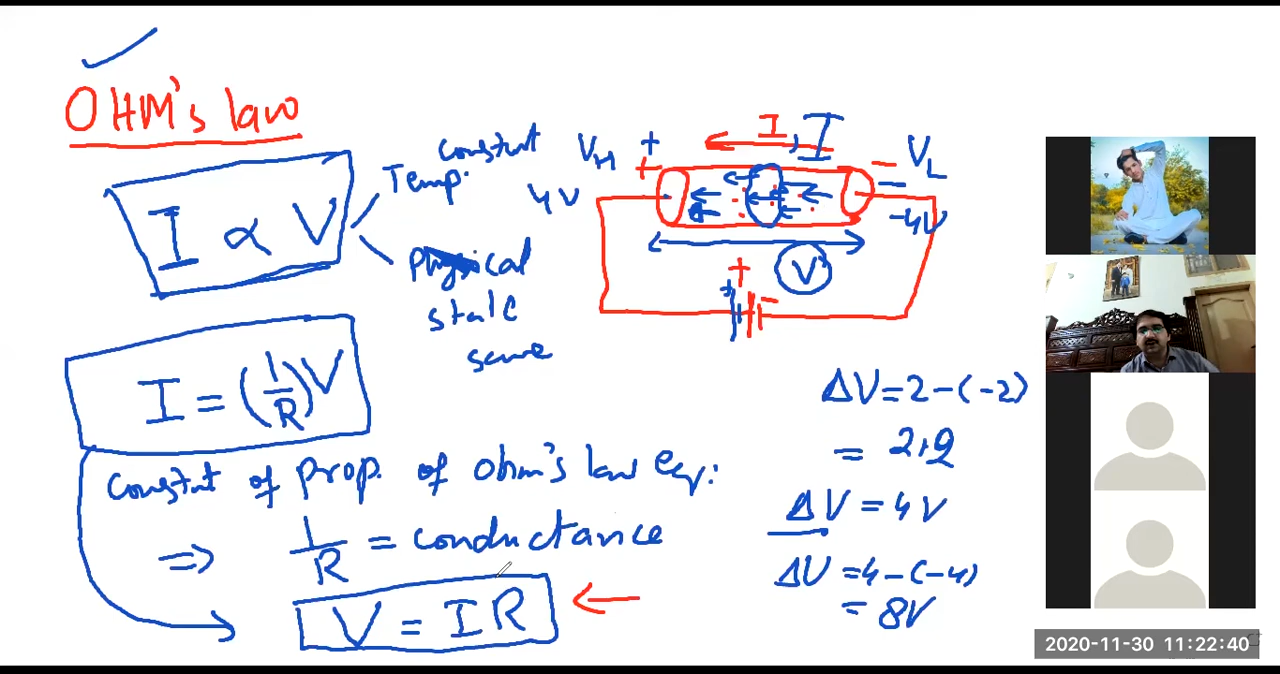 OHM's law
I ∝ V
constant
Temp.
Physical
state
same
I = (1/R) V
constant of prop. of ohm's law eq:
=> 1/R = conductance
V = IR
I I
VH + +
4V
− − VL
-4V
V
+ + −
ΔV = 2 - (-2)
= 2+2
ΔV = 4V
ΔV = 4 - (-4)
= 8V
2020-11-30 11:22:40